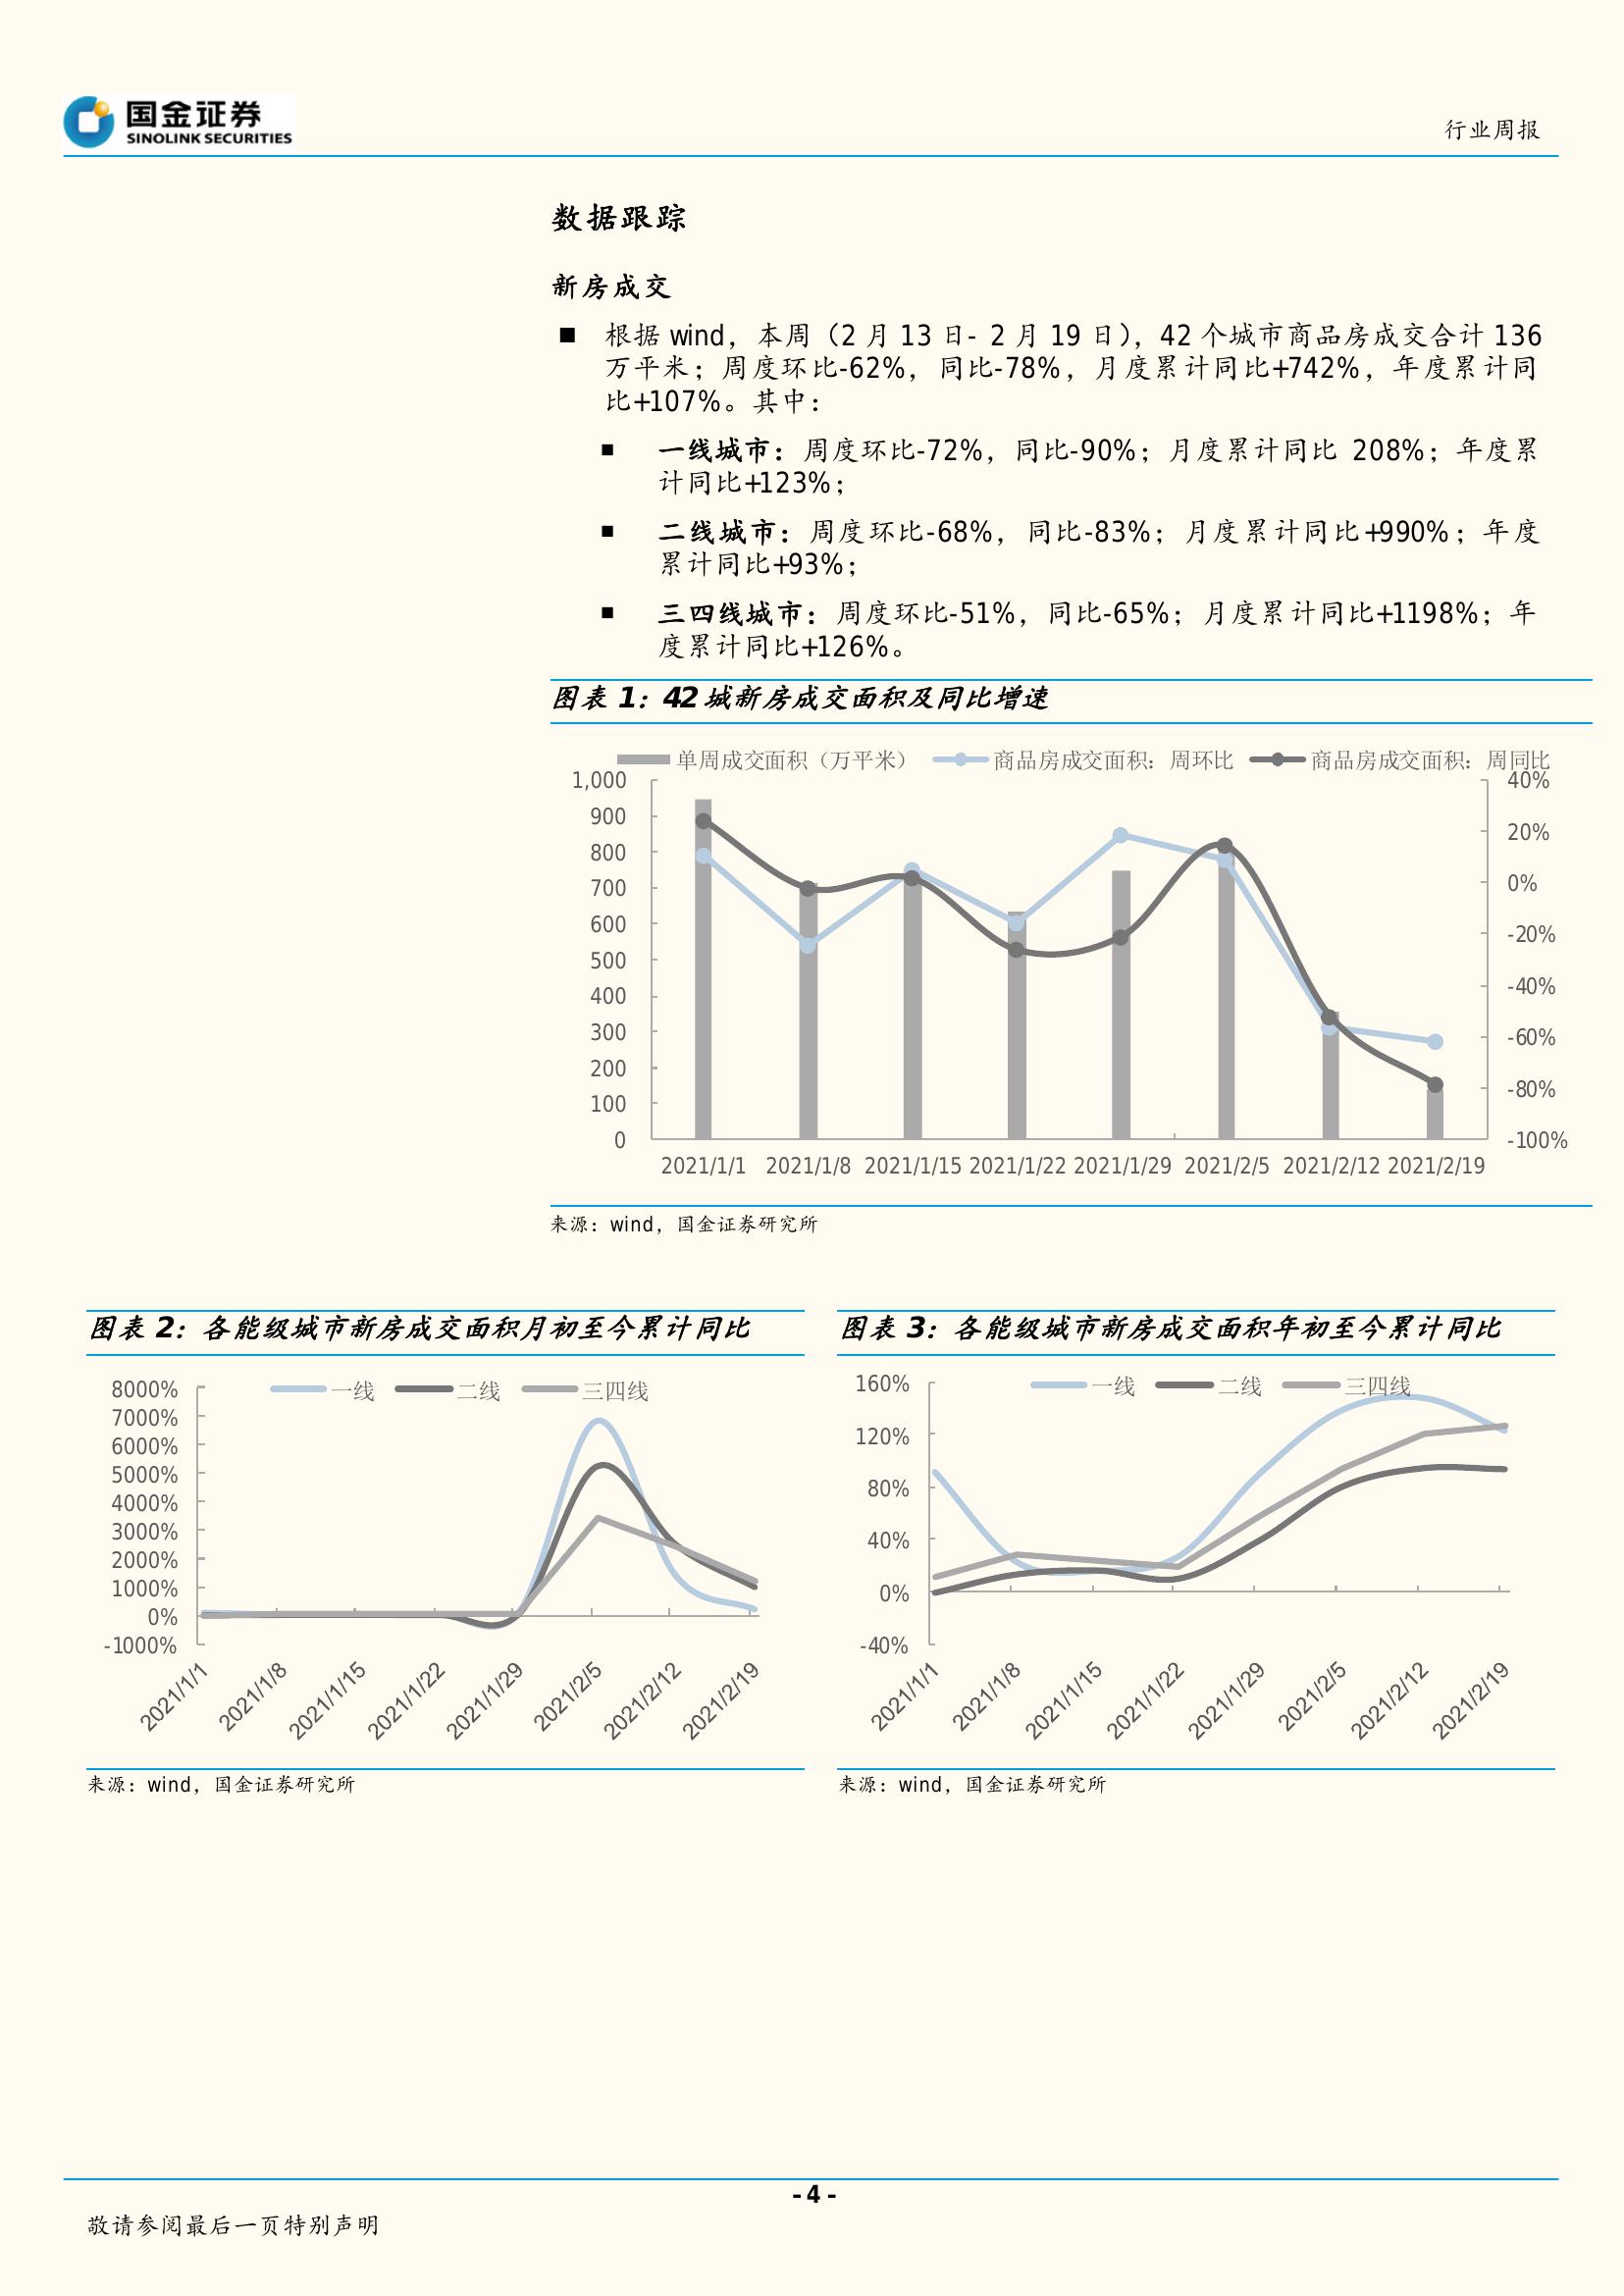 国金证券
SINOLINK SECURITIES
行业周报
数据跟踪
新房成交
■ 根据 wind，本周（2 月 13 日- 2 月 19 日），42 个城市商品房成交合计 136
万平米；周度环比-62%，同比-78%，月度累计同比+742%，年度累计同
比+107%。其中：
■ 一线城市：周度环比-72%，同比-90%；月度累计同比 208%；年度累
计同比+123%；
■ 二线城市：周度环比-68%，同比-83%；月度累计同比+990%；年度
累计同比+93%；
■ 三四线城市：周度环比-51%，同比-65%；月度累计同比+1198%；年
度累计同比+126%。
图表 1：42 城新房成交面积及同比增速
单周成交面积（万平米） 商品房成交面积：周环比 商品房成交面积：周同比
1,000
900
800
700
600
500
400
300
200
100
0
40%
20%
0%
-20%
-40%
-60%
-80%
-100%
2021/1/1 2021/1/8 2021/1/15 2021/1/22 2021/1/29 2021/2/5 2021/2/12 2021/2/19
来源：wind，国金证券研究所
图表 2：各能级城市新房成交面积月初至今累计同比
一线 二线 三四线
8000%
7000%
6000%
5000%
4000%
3000%
2000%
1000%
0%
-1000%
2021/1/1 2021/1/8 2021/1/15 2021/1/22 2021/1/29 2021/2/5 2021/2/12 2021/2/19
来源：wind，国金证券研究所
图表 3：各能级城市新房成交面积年初至今累计同比
一线 二线 三四线
160%
120%
80%
40%
0%
-40%
2021/1/1 2021/1/8 2021/1/15 2021/1/22 2021/1/29 2021/2/5 2021/2/12 2021/2/19
来源：wind，国金证券研究所
- 4 -
敬请参阅最后一页特别声明